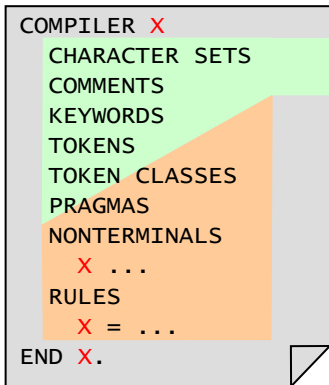 COMPILER X
CHARACTER SETS
COMMENTS
KEYWORDS
TOKENS
TOKEN CLASSES
PRAGMAS
NONTERMINALS
X ...
RULES
X = ...
END X.